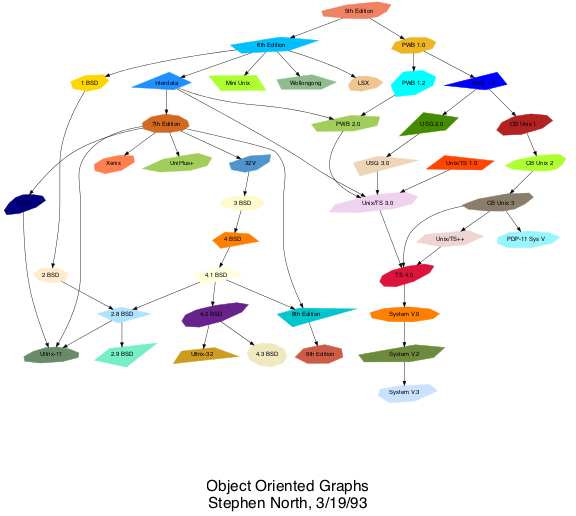 5th Edition
6th Edition
PWB 1.0
1 BSD
Interdata
Mini Unix
Wollongong
LSX
PWB 1.2
7th Edition
PWB 2.0
USG 2.0
CB Unix 1
Xenix
UniPlus+
32V
USG 3.0
Unix/TS 1.0
CB Unix 2
3 BSD
Unix/TS 3.0
CB Unix 3
4 BSD
Unix/TS++
PDP-11 Sys V
2 BSD
4.1 BSD
TS 4.0
2.8 BSD
4.2 BSD
8th Edition
System V.0
Ultrix-11
2.9 BSD
Ultrix-32
4.3 BSD
9th Edition
System V.2
System V.3
Object Oriented Graphs
Stephen North, 3/19/93